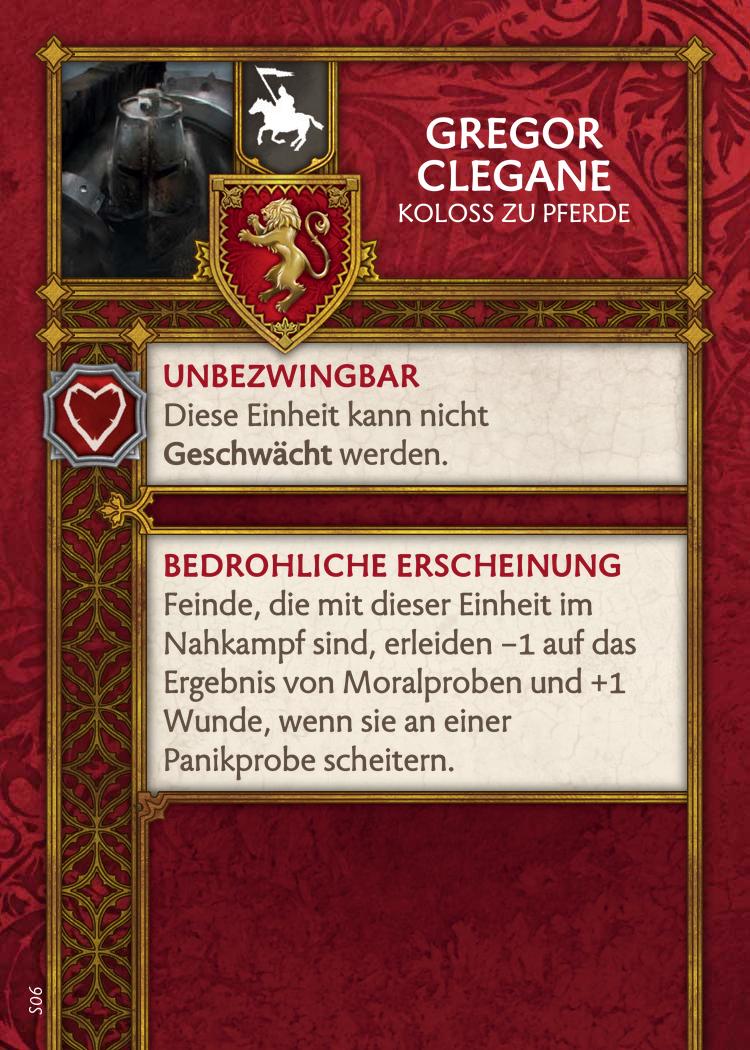 GREGOR
CLEGANE
KOLOSS ZU PFERDE
UNBEZWINGBAR
Diese Einheit kann nicht
Geschwächt werden.
BEDROHLICHE ERSCHEINUNG
Feinde, die mit dieser Einheit im
Nahkampf sind, erleiden −1 auf das
Ergebnis von Moralproben und +1
Wunde, wenn sie an einer
Panikprobe scheitern.
S06